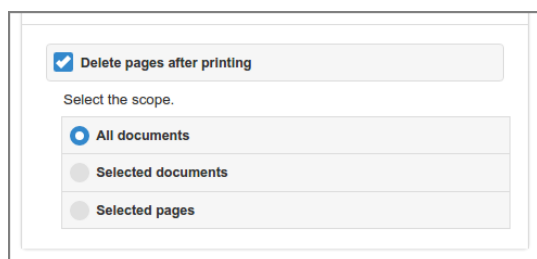 Delete pages after printing
Select the scope.
All documents
Selected documents
Selected pages